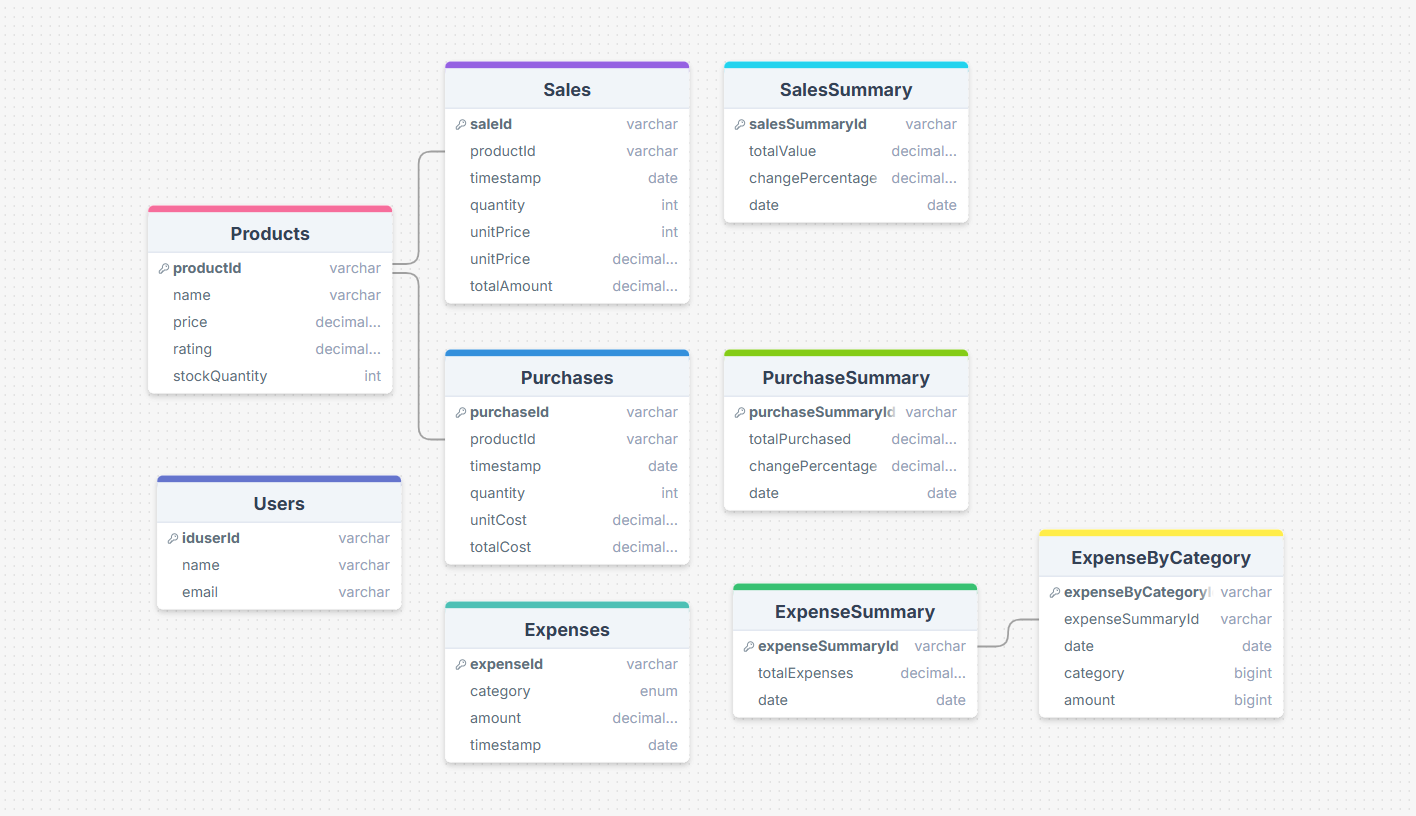 Sales
saleId varchar
productId varchar
timestamp date
quantity int
unitPrice int
unitPrice decimal...
totalAmount decimal...
SalesSummary
salesSummaryId varchar
totalValue decimal...
changePercentage decimal...
date date
Products
productId varchar
name varchar
price decimal...
rating decimal...
stockQuantity int
Purchases
purchaseId varchar
productId varchar
timestamp date
quantity int
unitCost decimal...
totalCost decimal...
PurchaseSummary
purchaseSummaryId varchar
totalPurchased decimal...
changePercentage decimal...
date date
Users
iduserId varchar
name varchar
email varchar
Expenses
expenseId varchar
category enum
amount decimal...
timestamp date
ExpenseSummary
expenseSummaryId varchar
totalExpenses decimal...
date date
ExpenseByCategory
expenseByCategoryI varchar
expenseSummaryId varchar
date date
category bigint
amount bigint